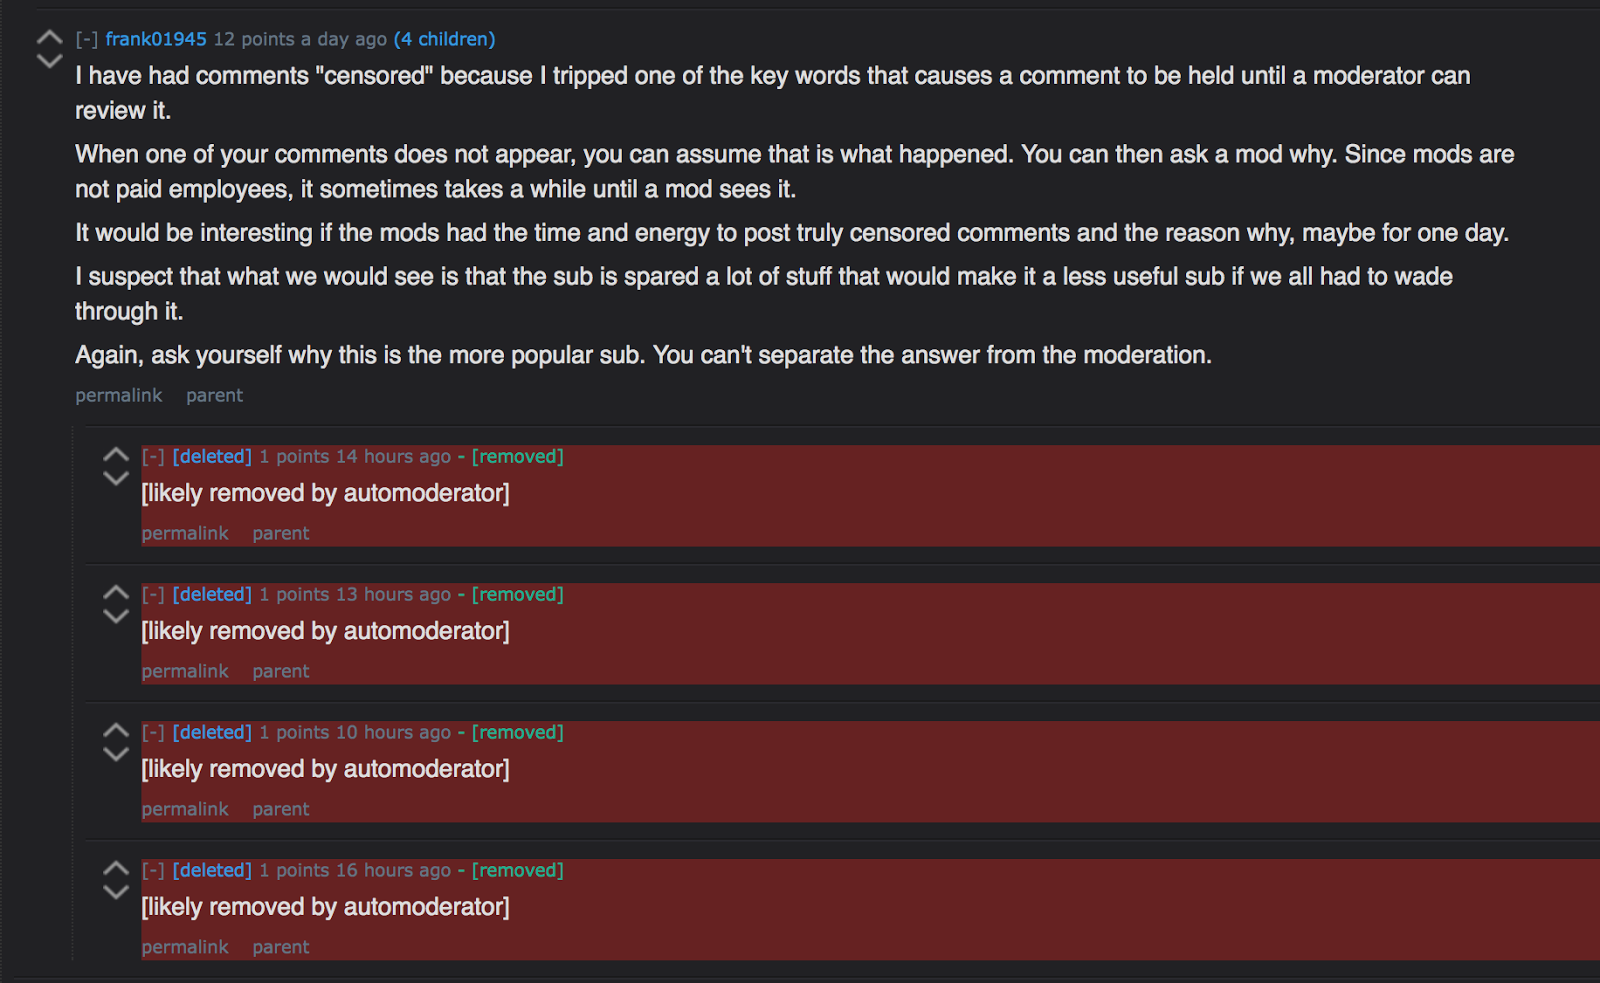 [-] frank01945 12 points a day ago (4 children)
I have had comments "censored" because I tripped one of the key words that causes a comment to be held until a moderator can
review it.
When one of your comments does not appear, you can assume that is what happened. You can then ask a mod why. Since mods are
not paid employees, it sometimes takes a while until a mod sees it.
It would be interesting if the mods had the time and energy to post truly censored comments and the reason why, maybe for one day.
I suspect that what we would see is that the sub is spared a lot of stuff that would make it a less useful sub if we all had to wade
through it.
Again, ask yourself why this is the more popular sub. You can't separate the answer from the moderation.
permalink parent
[-] [deleted] 1 points 14 hours ago - [removed]
[likely removed by automoderator]
permalink parent
[-] [deleted] 1 points 13 hours ago - [removed]
[likely removed by automoderator]
permalink parent
[-] [deleted] 1 points 10 hours ago - [removed]
[likely removed by automoderator]
permalink parent
[-] [deleted] 1 points 16 hours ago - [removed]
[likely removed by automoderator]
permalink parent